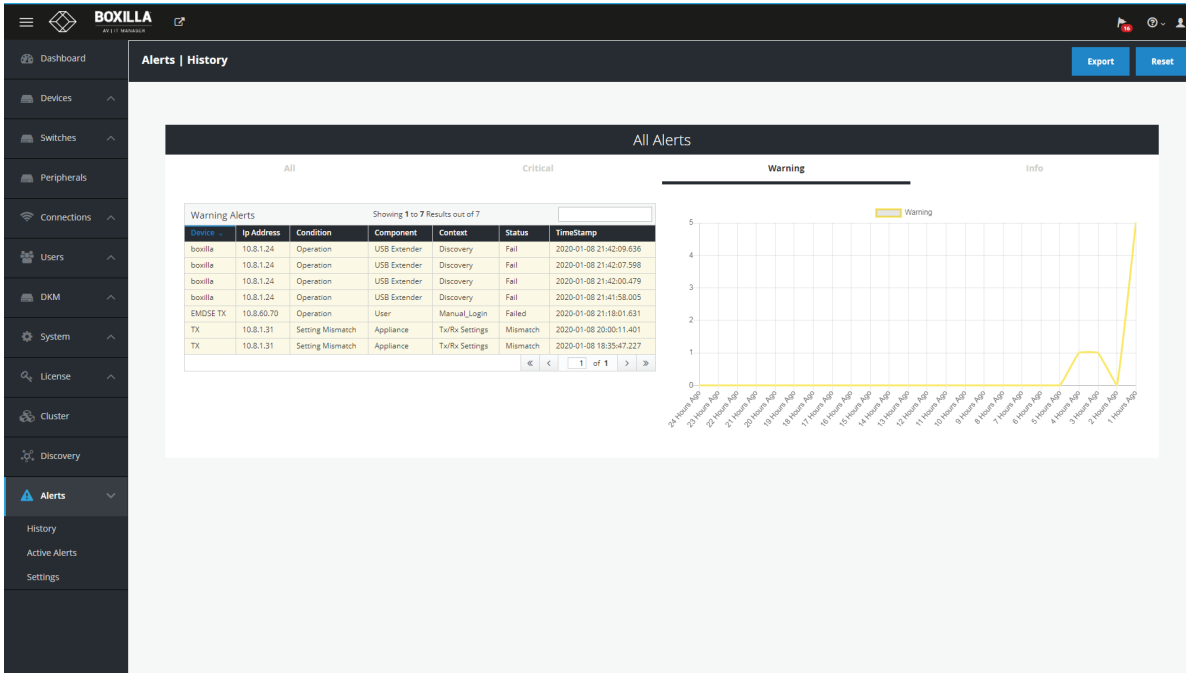 BOXILLA
AV | IT MANAGER
16
Dashboard
Devices
Switches
Peripherals
Connections
Users
DKM
System
License
Cluster
Discovery
Alerts
History
Active Alerts
Settings
Alerts | History
Export
Reset
All Alerts
All Critical Warning Info
Warning Alerts Showing 1 to 7 Results out of 7
Device Ip Address Condition Component Context Status TimeStamp
boxilla 10.8.1.24 Operation USB Extender Discovery Fail 2020-01-08 21:42:09.636
boxilla 10.8.1.24 Operation USB Extender Discovery Fail 2020-01-08 21:42:07.598
boxilla 10.8.1.24 Operation USB Extender Discovery Fail 2020-01-08 21:42:00.479
boxilla 10.8.1.24 Operation USB Extender Discovery Fail 2020-01-08 21:41:58.005
EMDSE TX 10.8.60.70 Operation User Manual_Login Failed 2020-01-08 21:18:01.631
TX 10.8.1.31 Setting Mismatch Appliance Tx/Rx Settings Mismatch 2020-01-08 20:00:11.401
TX 10.8.1.31 Setting Mismatch Appliance Tx/Rx Settings Mismatch 2020-01-08 18:35:47.227
1 of 1
Warning
5
4
3
2
1
0
24 Hours Ago
23 Hours Ago
22 Hours Ago
21 Hours Ago
20 Hours Ago
19 Hours Ago
18 Hours Ago
17 Hours Ago
16 Hours Ago
15 Hours Ago
14 Hours Ago
13 Hours Ago
12 Hours Ago
11 Hours Ago
10 Hours Ago
9 Hours Ago
8 Hours Ago
7 Hours Ago
6 Hours Ago
5 Hours Ago
4 Hours Ago
3 Hours Ago
2 Hours Ago
1 Hours Ago